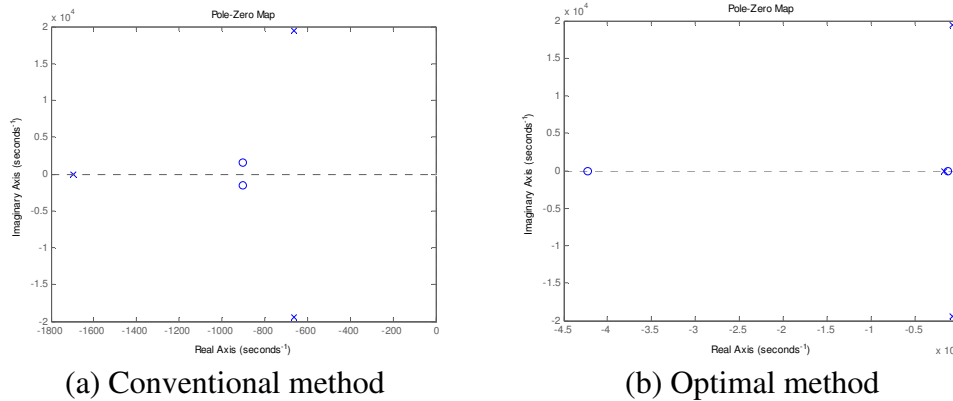 x 10⁴
Pole-Zero Map
2
1.5
1
0.5
0
-0.5
-1
-1.5
-2
Imaginary Axis (seconds⁻¹)
-1800 -1600 -1400 -1200 -1000 -800 -600 -400 -200 0
Real Axis (seconds⁻¹)
(a) Conventional method
x 10⁴
Pole-Zero Map
2
1.5
1
0.5
0
-0.5
-1
-1.5
-2
Imaginary Axis (seconds⁻¹)
-4.5 -4 -3.5 -3 -2.5 -2 -1.5 -1 -0.5
x 10
Real Axis (seconds⁻¹)
(b) Optimal method